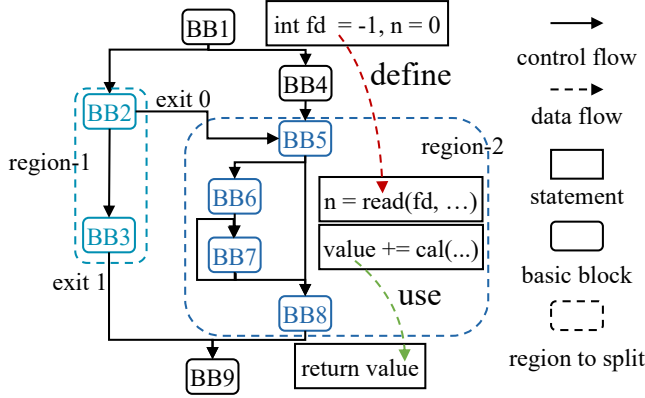 BB1
int fd = -1, n = 0
control flow
define
BB4
data flow
BB2
exit 0
BB5
region-2
region-1
statement
BB6
n = read(fd, …)
BB3
BB7
value += cal(...)
basic block
exit 1
use
BB8
region to split
BB9
return value